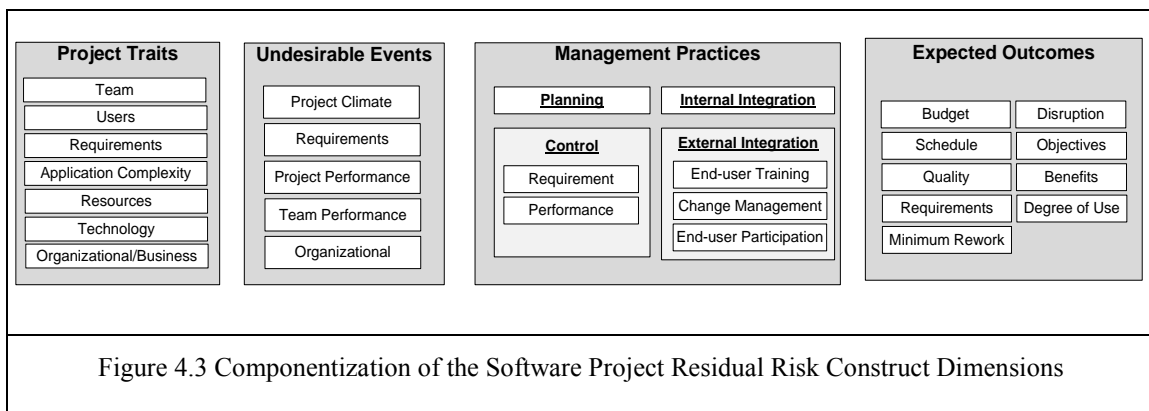 Project Traits
Team
Users
Requirements
Application Complexity
Resources
Technology
Organizational/Business
Undesirable Events
Project Climate
Requirements
Project Performance
Team Performance
Organizational
Management Practices
Planning
Internal Integration
Control
Requirement
Performance
External Integration
End-user Training
Change Management
End-user Participation
Expected Outcomes
Budget
Disruption
Schedule
Objectives
Quality
Benefits
Requirements
Degree of Use
Minimum Rework
Figure 4.3 Componentization of the Software Project Residual Risk Construct Dimensions